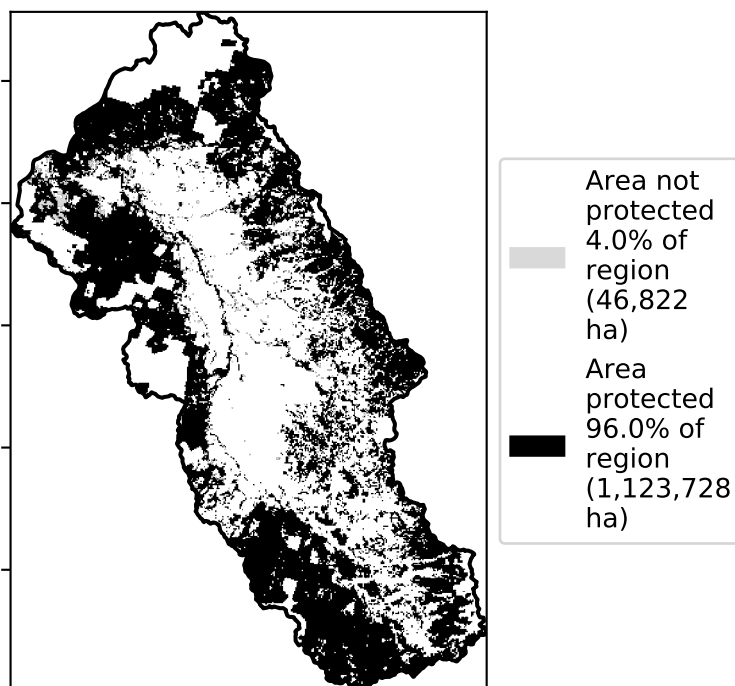 Area not
protected
4.0% of
region
(46,822
ha)
Area
protected
96.0% of
region
(1,123,728
ha)